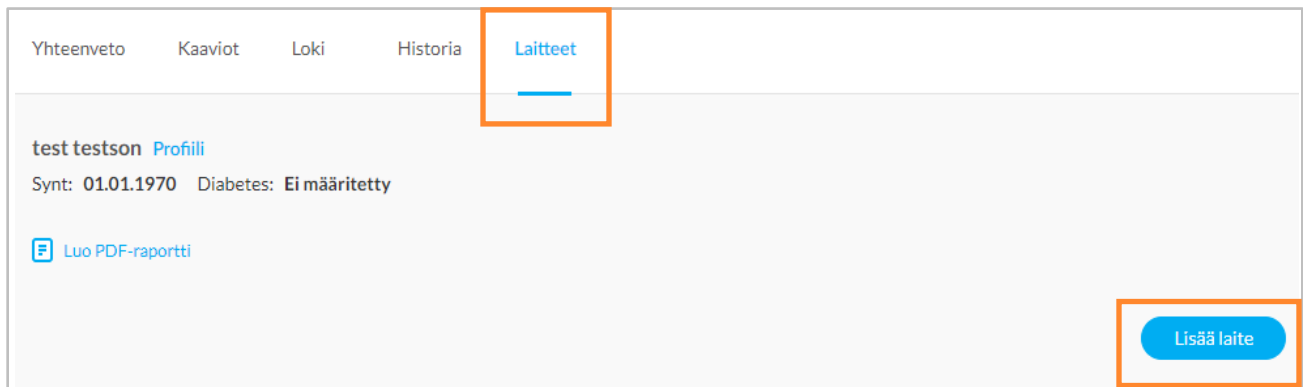 Yhteenveto Kaaviot Loki Historia Laitteet
test testson Profiili
Synt: 01.01.1970 Diabetes: Ei määritetty
Luo PDF-raportti
Lisää laite